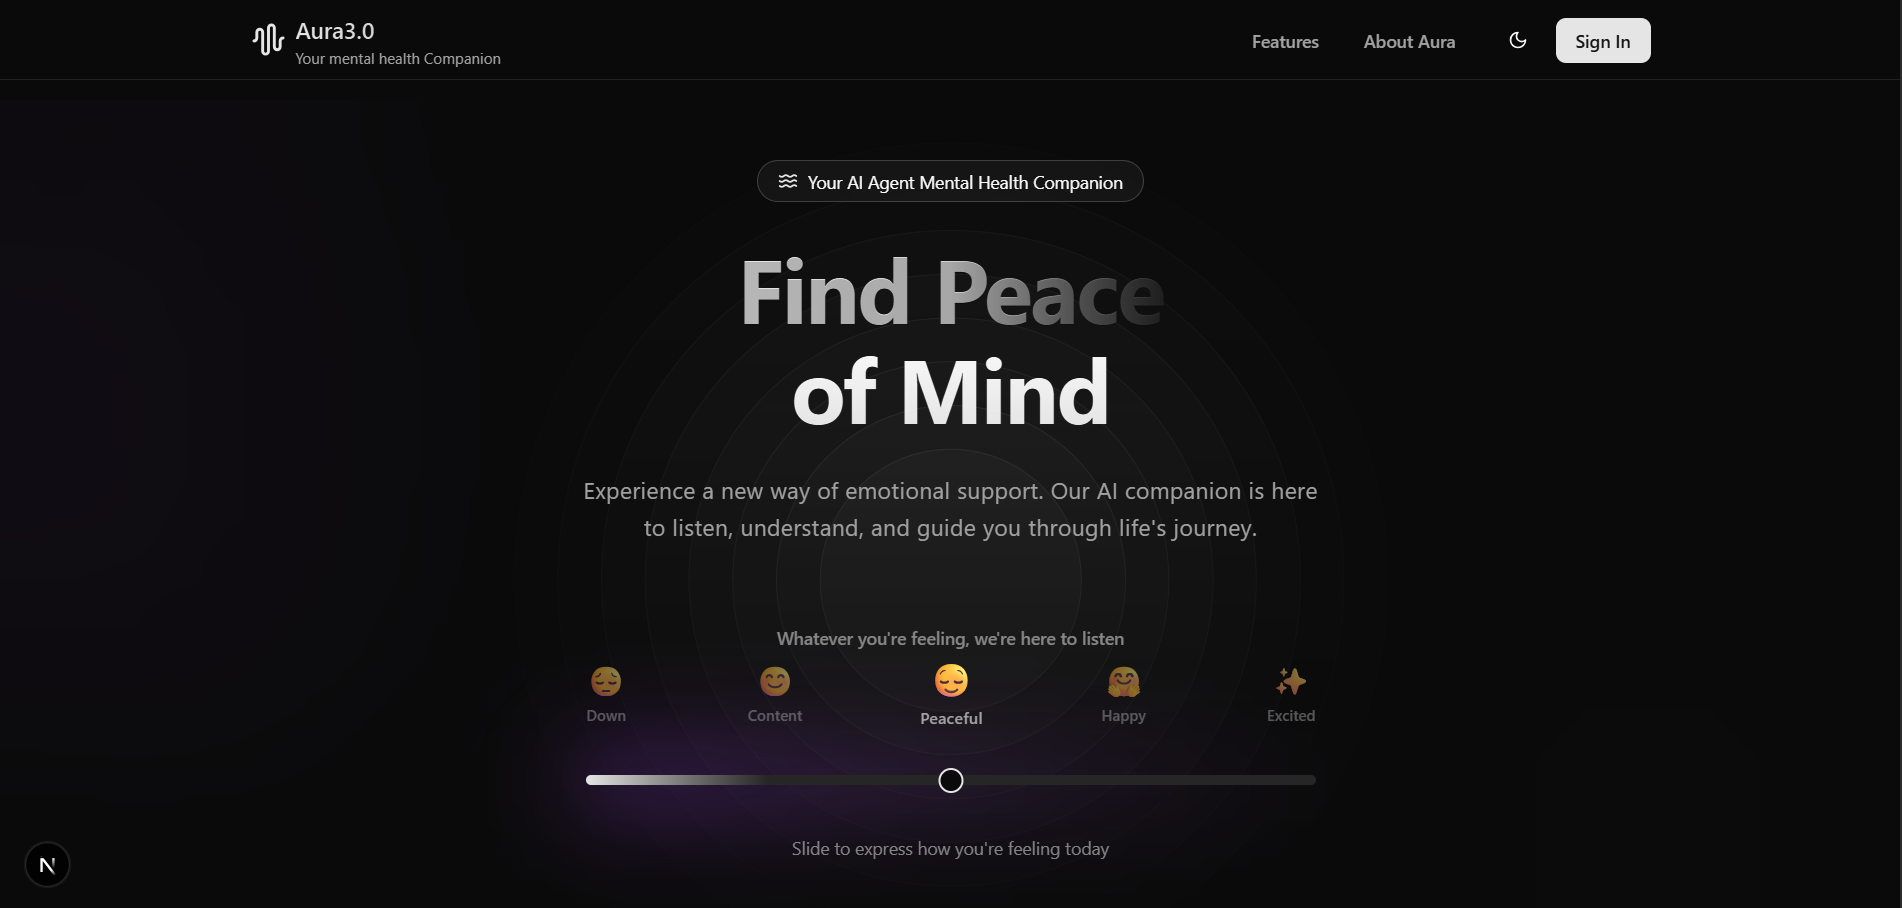 Aura3.0
Your mental health Companion
Features
About Aura
Sign In
Your AI Agent Mental Health Companion
Find Peace
of Mind
Experience a new way of emotional support. Our AI companion is here
to listen, understand, and guide you through life's journey.
Whatever you're feeling, we're here to listen
Down
Content
Peaceful
Happy
Excited
Slide to express how you're feeling today
N